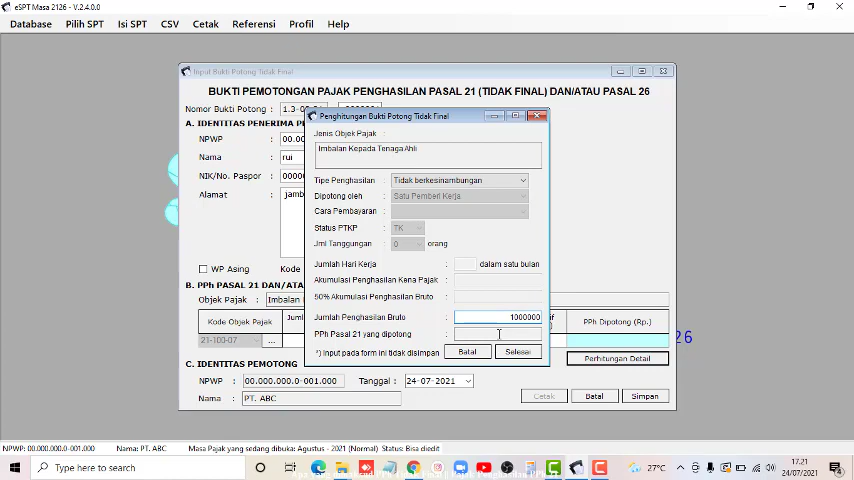 eSPT Masa 2126 - V.2.4.0.0
Database Pilih SPT Isi SPT CSV Cetak Referensi Profil Help
Input Bukti Potong Tidak Final
BUKTI PEMOTONGAN PAJAK PENGHASILAN PASAL 21 (TIDAK FINAL) DAN/ATAU PASAL 26
Nomor Bukti Potong :
A. IDENTITAS PENERIMA
NPWP :
Nama : rui
NIK/No. Paspor :
Alamat :
WP Asing Kode
B. PPh PASAL 21 DAN/ATA
Objek Pajak : Imbalan
Kode Objek Pajak
PPh Dipotong (Rp.)
21-100-07 ...
26
Perhitungan Detail
C. IDENTITAS
NPWP : 00.000.000.0-001.000 Tanggal : 24-07-2021
Nama : PT. ABC
Cetak Batal Simpan
Penghitungan Bukti Potong Tidak Final
Jenis Objek Pajak :
Imbalan Kepada Tenaga Ahli
Tipe Penghasilan : Tidak berkesinambungan
Dipotong oleh : Satu Pemberi Kerja
Cara Pembayaran :
Status PTKP : TK
Jml Tanggungan : 0 orang
Jumlah Hari Kerja : dalam satu bulan
Akumulasi Penghasilan Kena Pajak :
50% Akumulasi Penghasilan Bruto :
Jumlah Penghasilan Bruto : 1000000
PPh Pasal 21 yang dipotong :
*) Input pada form ini tidak disimpan Batal Selesai
NPWP: 00.000.000.0-001.000 Nama: PT. ABC Masa Pajak yang sedang dibuka: Agustus - 2021 (Normal) Status: Bisa diedit
Type here to search
27°C
17.21
24/07/2021